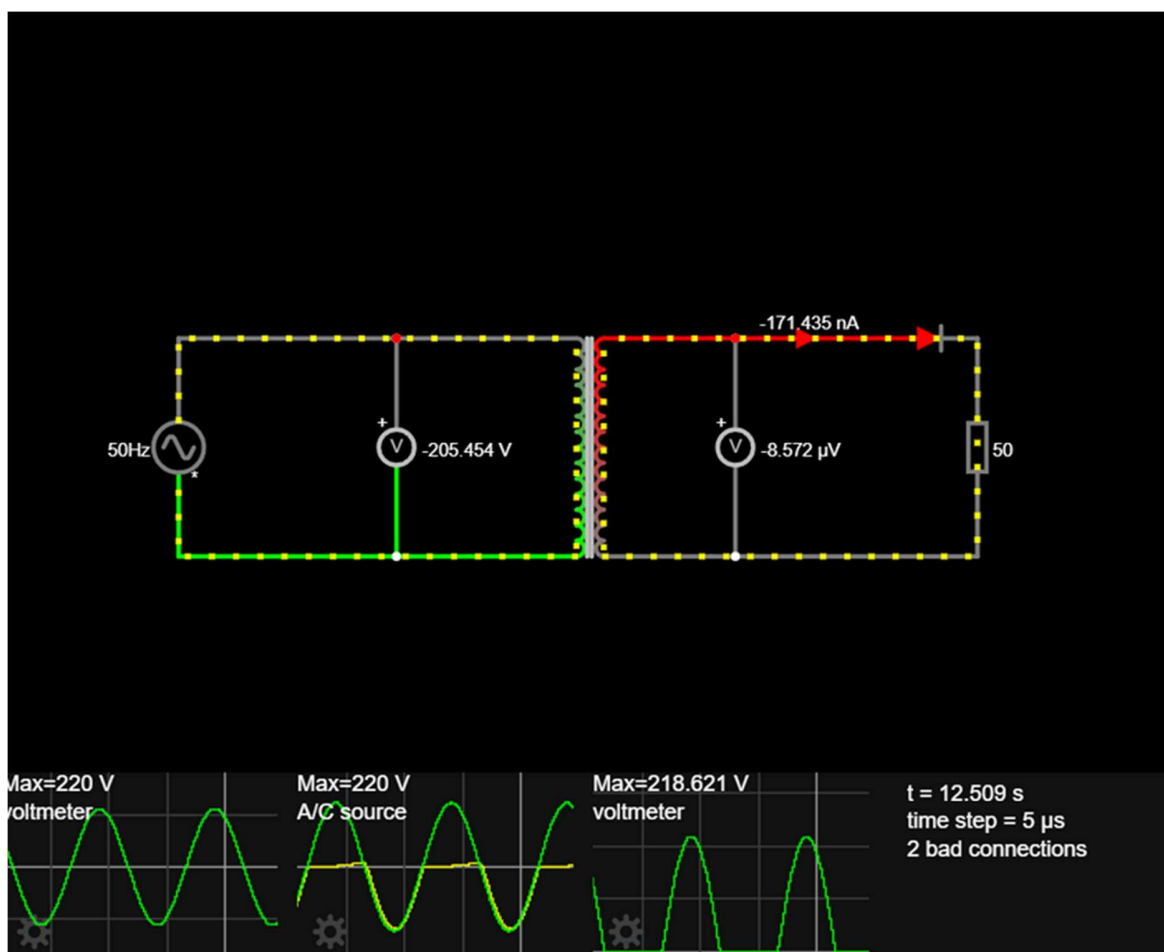 -171.435 nA
+
+
50Hz
V
-205.454 V
V
-8.572 μV
50
*
Max=220 V
voltmeter
Max=220 V
A/C source
Max=218.621 V
voltmeter
t = 12.509 s
time step = 5 μs
2 bad connections